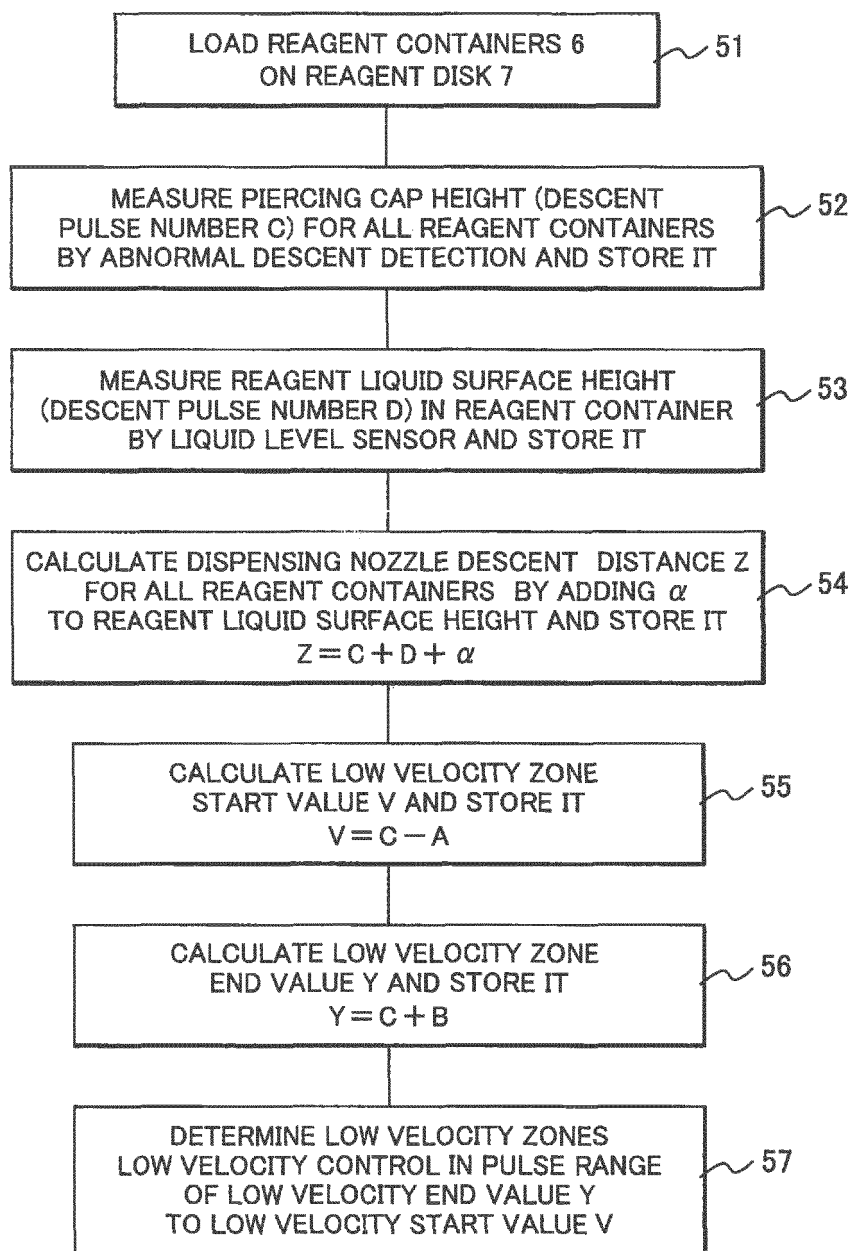 LOAD REAGENT CONTAINERS 6
ON REAGENT DISK 7
51
MEASURE PIERCING CAP HEIGHT (DESCENT
PULSE NUMBER C) FOR ALL REAGENT CONTAINERS
BY ABNORMAL DESCENT DETECTION AND STORE IT
52
MEASURE REAGENT LIQUID SURFACE HEIGHT
(DESCENT PULSE NUMBER D) IN REAGENT CONTAINER
BY LIQUID LEVEL SENSOR AND STORE IT
53
CALCULATE DISPENSING NOZZLE DESCENT DISTANCE Z
FOR ALL REAGENT CONTAINERS BY ADDING α
TO REAGENT LIQUID SURFACE HEIGHT AND STORE IT
Z=C+D+α
54
CALCULATE LOW VELOCITY ZONE
START VALUE V AND STORE IT
V=C-A
55
CALCULATE LOW VELOCITY ZONE
END VALUE Y AND STORE IT
Y=C+B
56
DETERMINE LOW VELOCITY ZONES
LOW VELOCITY CONTROL IN PULSE RANGE
OF LOW VELOCITY END VALUE Y
TO LOW VELOCITY START VALUE V
57